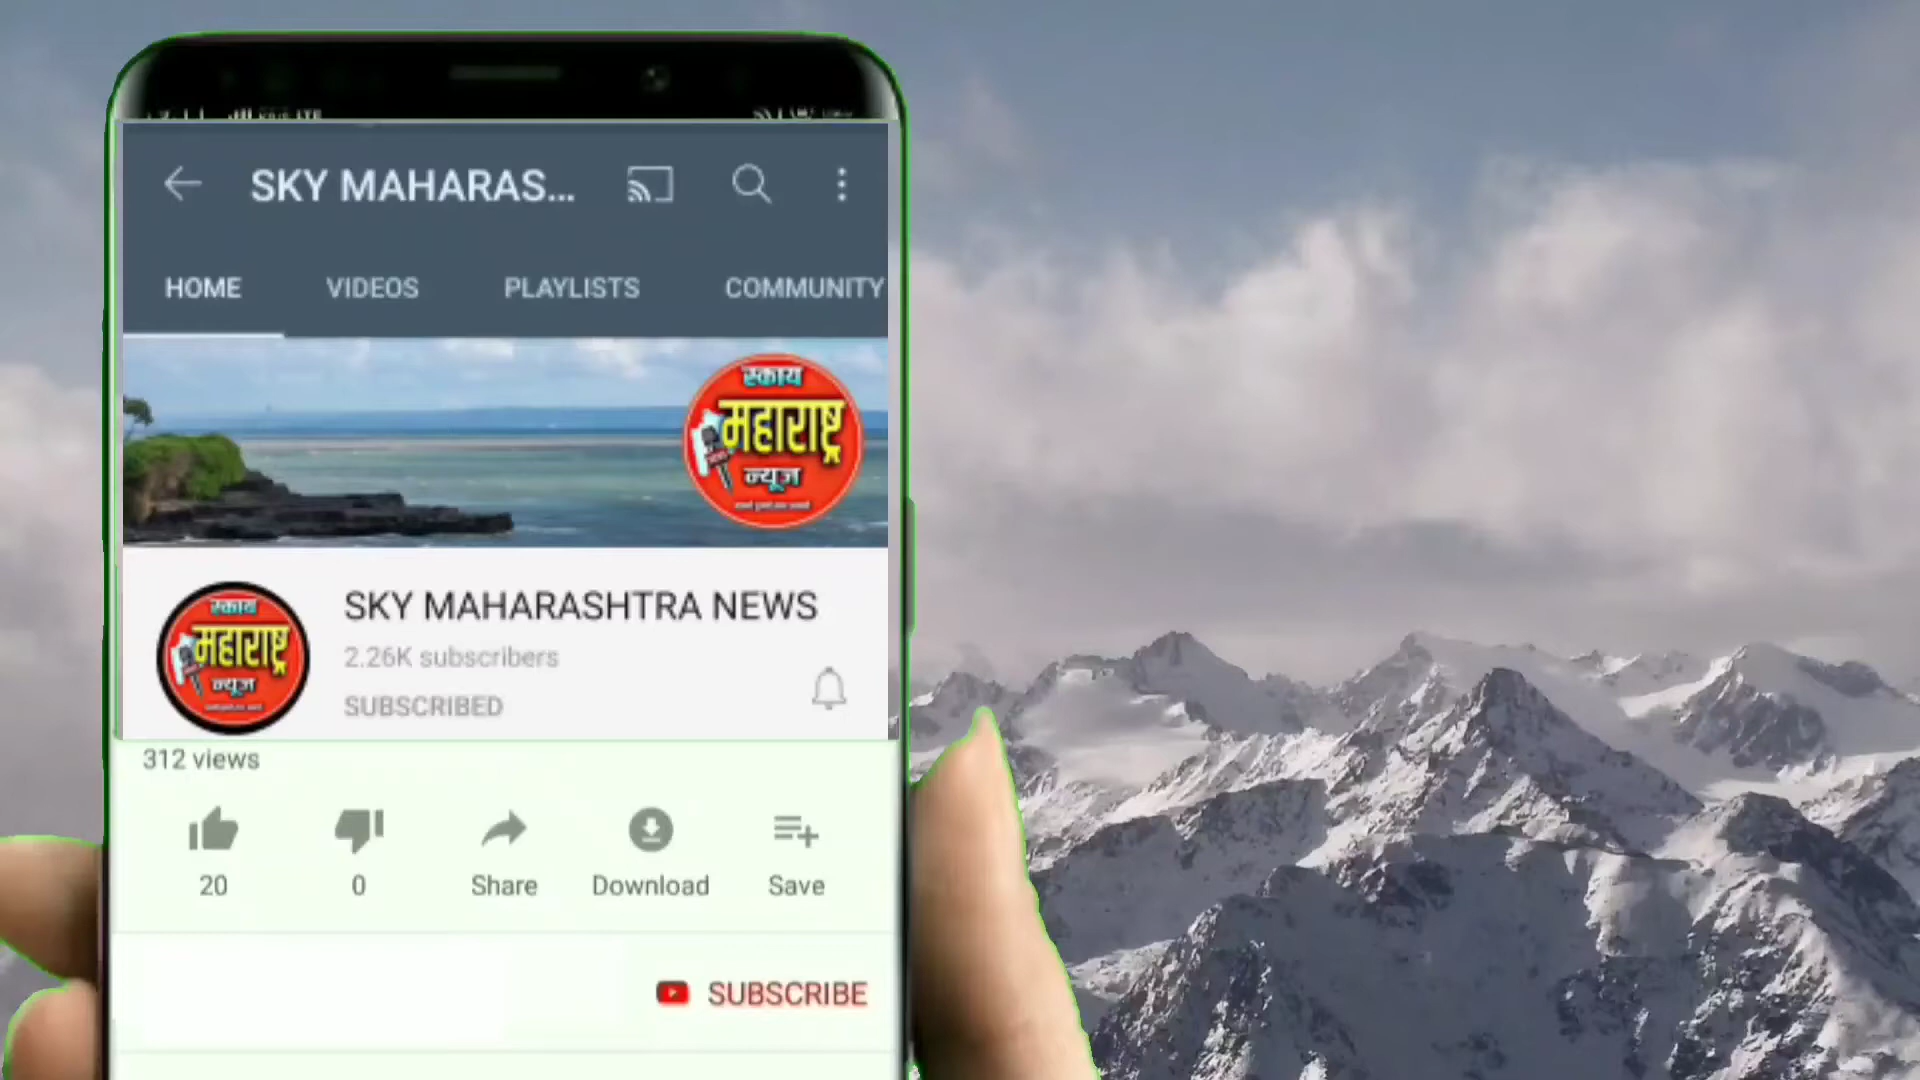 SKY MAHARAS...
HOME VIDEOS PLAYLISTS COMMUNITY
स्काय
महाराष्ट्र
न्यूज
SKY MAHARASHTRA NEWS
2.26K subscribers
SUBSCRIBED
स्काय
महाराष्ट्र
न्यूज
312 views
20 0 Share Download Save
SUBSCRIBE